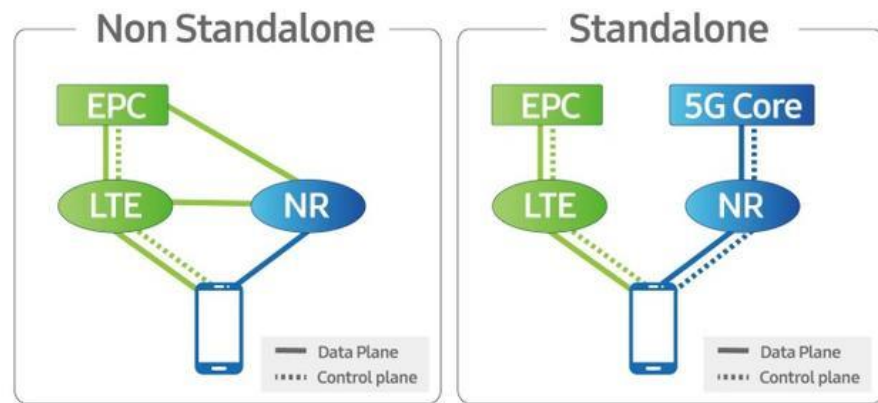 Non Standalone
EPC
LTE
NR
Data Plane
Control plane
Standalone
EPC
5G Core
LTE
NR
Data Plane
Control plane